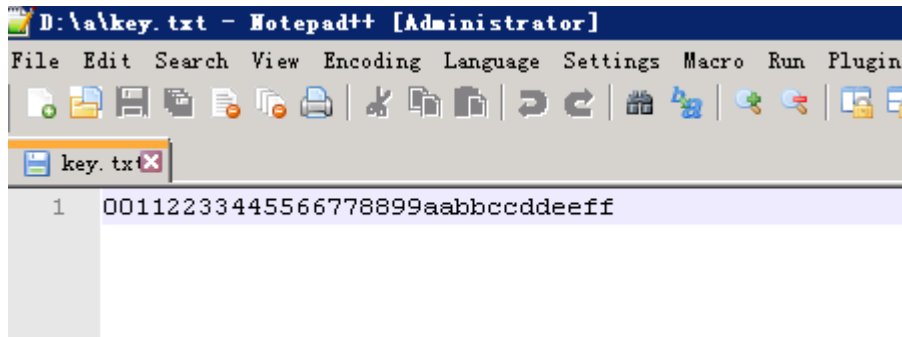 D:\a\key.txt - Notepad++ [Administrator]
File Edit Search View Encoding Language Settings Macro Run Plugin
key.txt
1 00112233445566778899aabbccddeeff